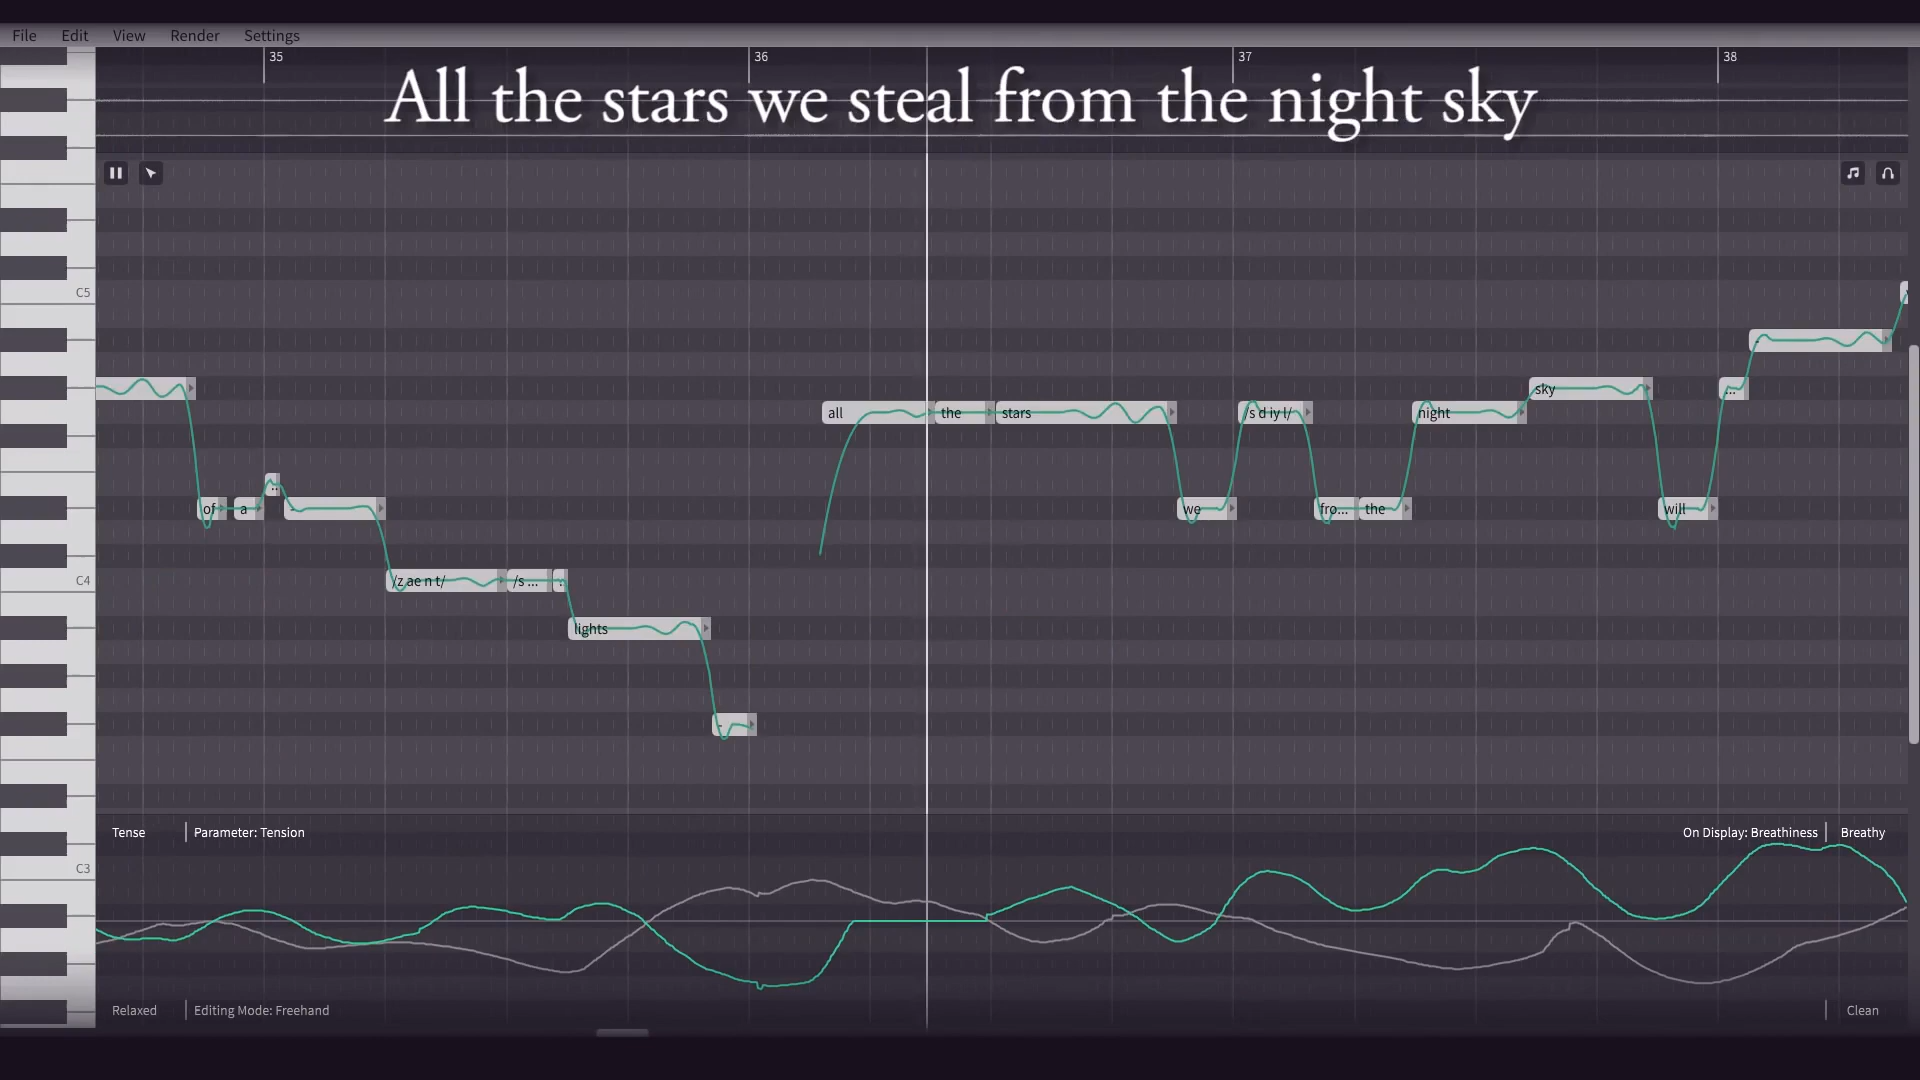 File Edit View Render Settings
35 36 37 38
All the stars we steal from the night sky
C5
sky ...
all the stars /s d iy l/ night
of a .. - we fro... the will
C4
/z ae n t/ /s ...
lights
-
Tense Parameter: Tension On Display: Breathiness Breathy
C3
Relaxed Editing Mode: Freehand Clean